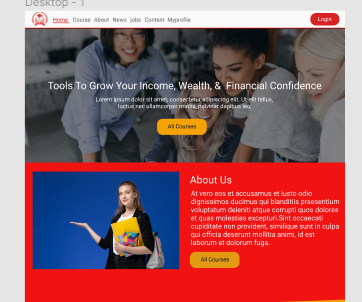 Desktop - 1
Home Course About News jobs Content Myprofile
Login
Tools To Grow Your Income, Wealth, & Financial Confidence
Lorem ipsum dolor sit amet, consectetur adipiscing elit. Ut elit tellus,
luctus nec ullamcorper mattis, pulvinar dapibus leo.
All Courses
About Us
At vero eos et accusamus et iusto odio
dignissimos ducimus qui blanditiis praesentium
voluptatum deleniti atque corrupti quos dolores
et quas molestias excepturi.Sint occaecati
cupiditate non provident, similique sunt in culpa
qui officia deserunt mollitia animi, id est
laborum et dolorum fuga.
All Courses